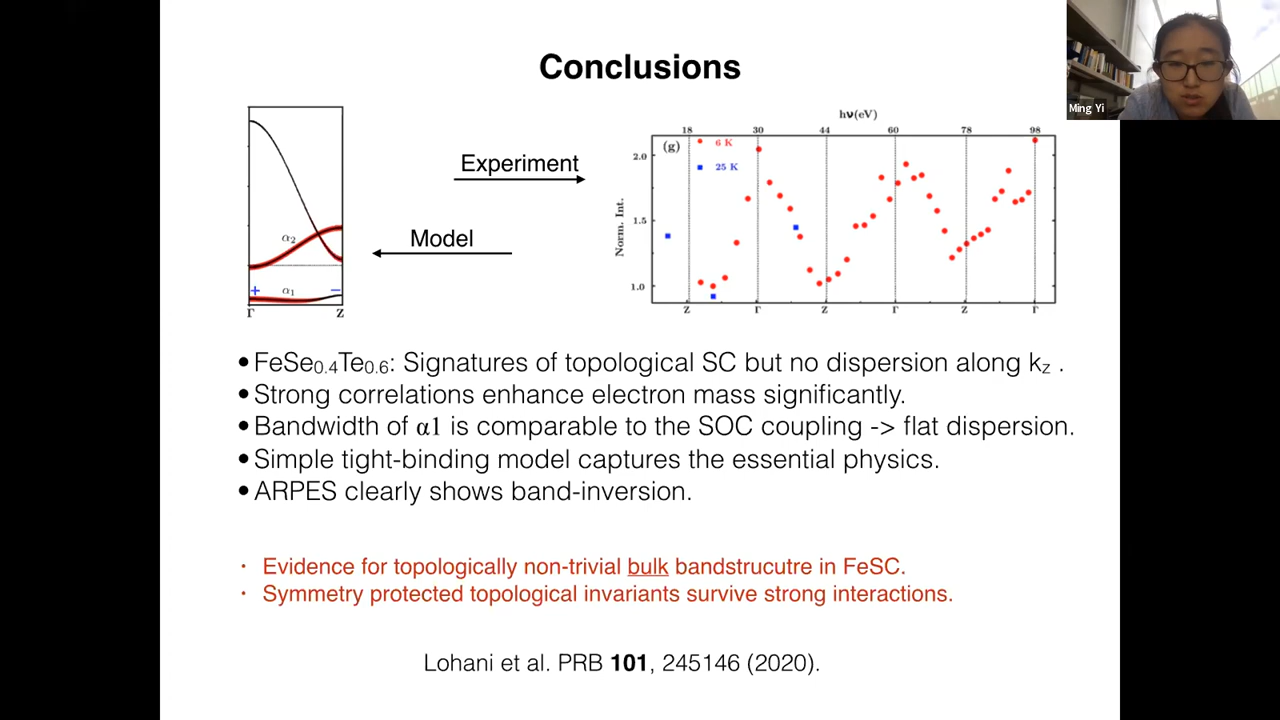 Conclusions
Ming Yi
hν(eV)
18 30 44 60 78 98
(g)
6 K
25 K
2.0
1.5
1.0
Norm. Int.
Z Γ Z Γ Z Γ
Experiment
Model
α2
+ α1 −
Γ Z
•FeSe0.4Te0.6: Signatures of topological SC but no dispersion along kz .
•Strong correlations enhance electron mass significantly.
•Bandwidth of α1 is comparable to the SOC coupling -> flat dispersion.
•Simple tight-binding model captures the essential physics.
•ARPES clearly shows band-inversion.
· Evidence for topologically non-trivial bulk bandstrucutre in FeSC.
· Symmetry protected topological invariants survive strong interactions.
Lohani et al. PRB 101, 245146 (2020).